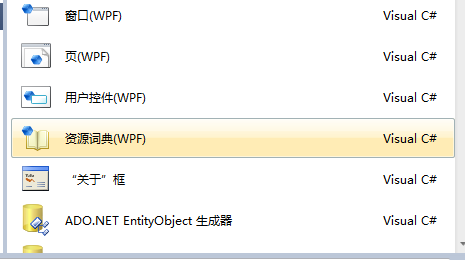 窗口(WPF) Visual C#
页(WPF) Visual C#
用户控件(WPF) Visual C#
资源词典(WPF) Visual C#
“关于”框 Visual C#
ADO.NET EntityObject 生成器 Visual C#